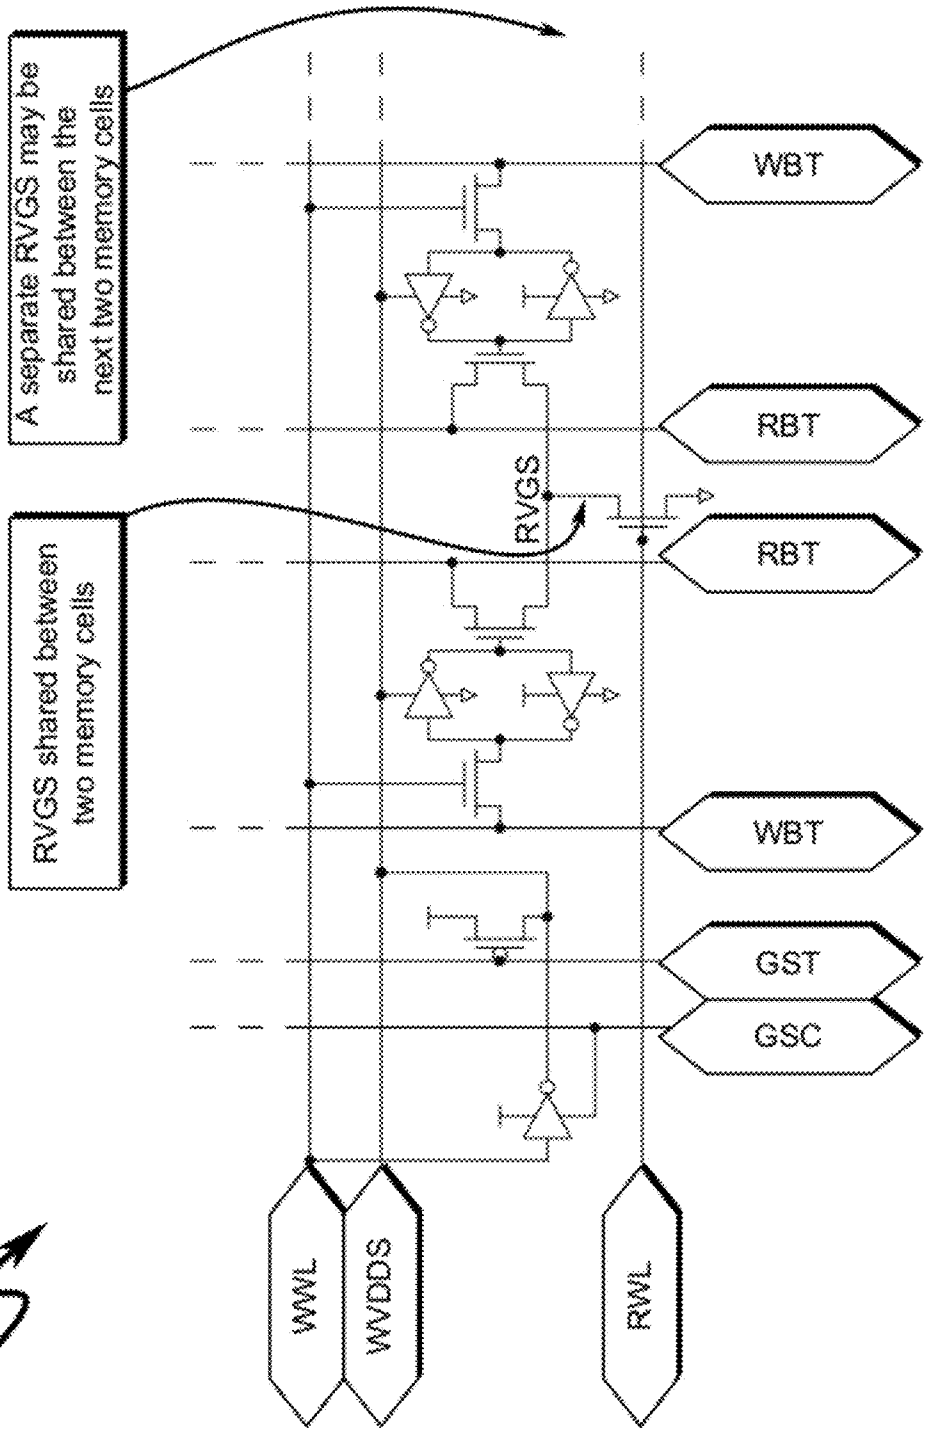 RVGS shared between
two memory cells
A separate RVGS may be
shared between the
next two memory cells
WWL
WVDDS
RWL
RVGS
GSC
GST
WBT
RBT
RBT
WBT